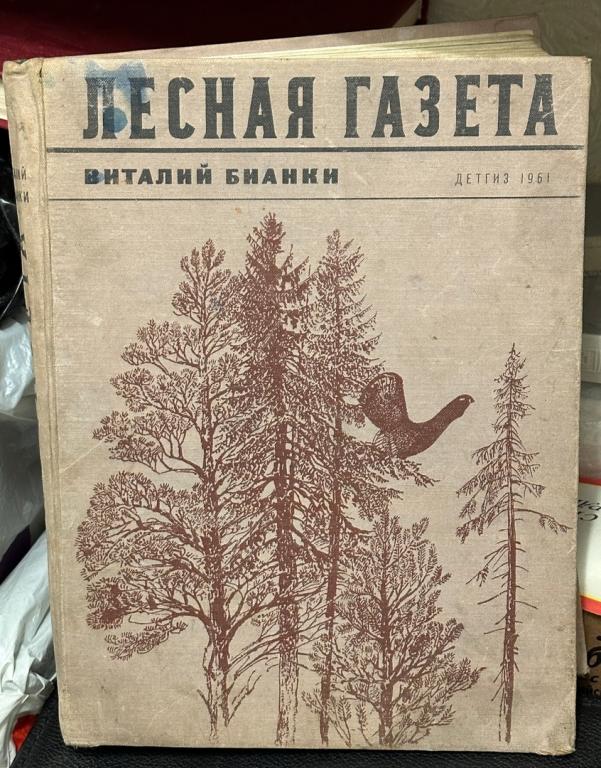 ЛЕСНАЯ ГАЗЕТА
ВИТАЛИЙ БИАНКИ
ДЕТГИЗ 1961